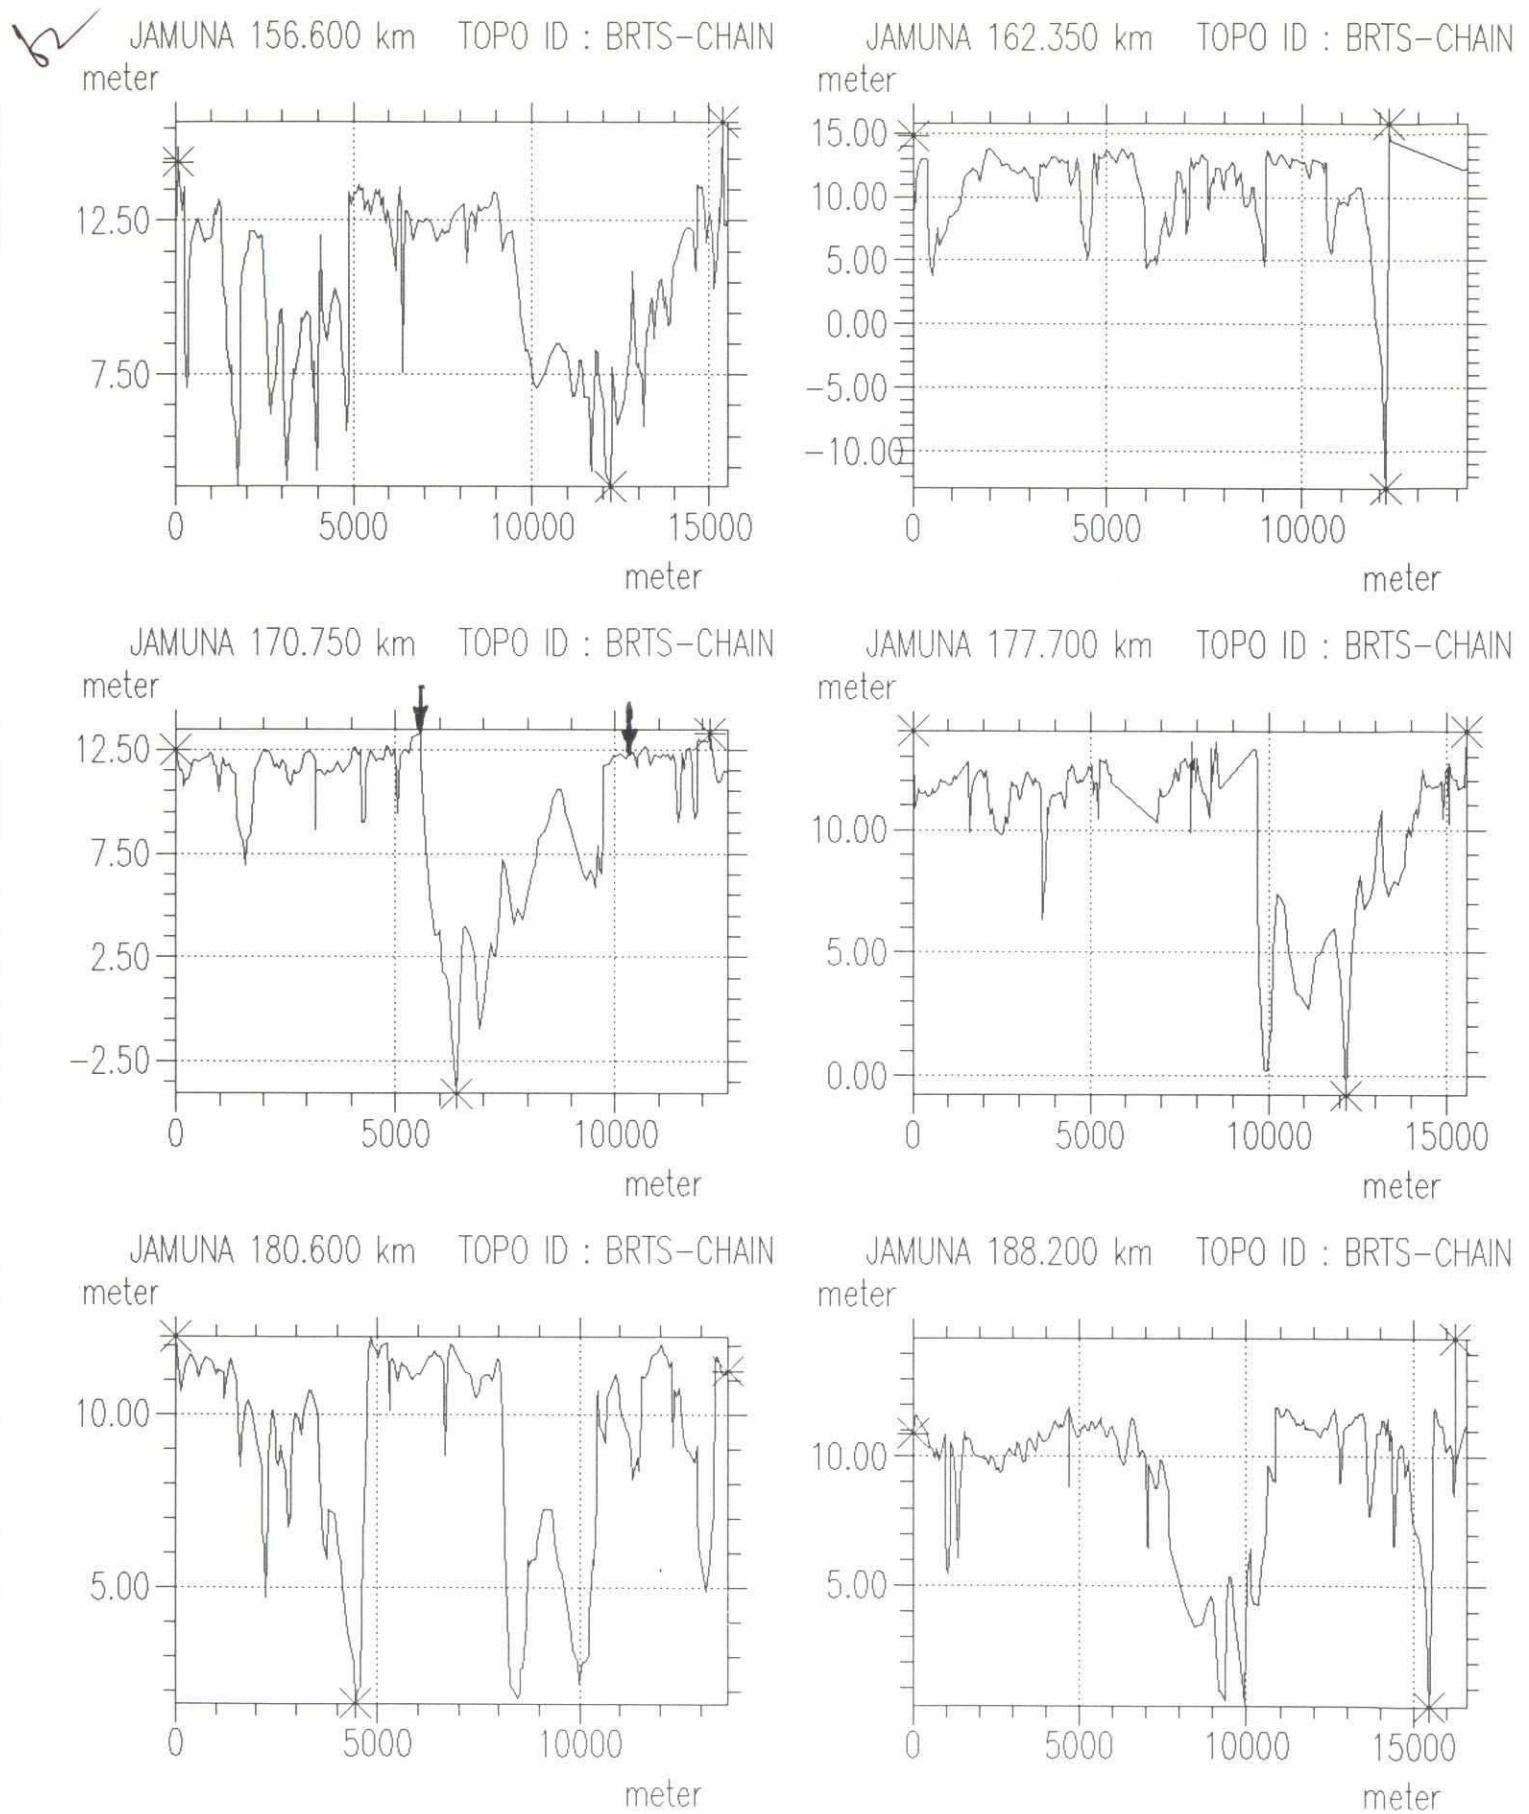 JAMUNA 156.600 km TOPO ID : BRTS-CHAIN
meter
12.50
7.50
0 5000 10000 15000
meter
JAMUNA 162.350 km TOPO ID : BRTS-CHAIN
meter
15.00
10.00
5.00
0.00
-5.00
-10.00
0 5000 10000
meter
JAMUNA 170.750 km TOPO ID : BRTS-CHAIN
meter
12.50
7.50
2.50
-2.50
0 5000 10000
meter
JAMUNA 177.700 km TOPO ID : BRTS-CHAIN
meter
10.00
5.00
0.00
0 5000 10000 15000
meter
JAMUNA 180.600 km TOPO ID : BRTS-CHAIN
meter
10.00
5.00
0 5000 10000
meter
JAMUNA 188.200 km TOPO ID : BRTS-CHAIN
meter
10.00
5.00
0 5000 10000 15000
meter